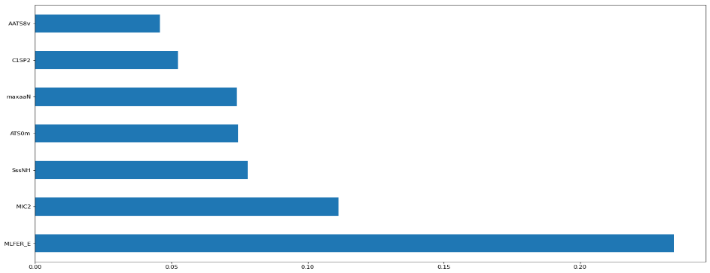 AATS8v
C1SP2
maxaaN
ATS0m
SssNH
MIC2
MLFER_E
0.00 0.05 0.10 0.15 0.20